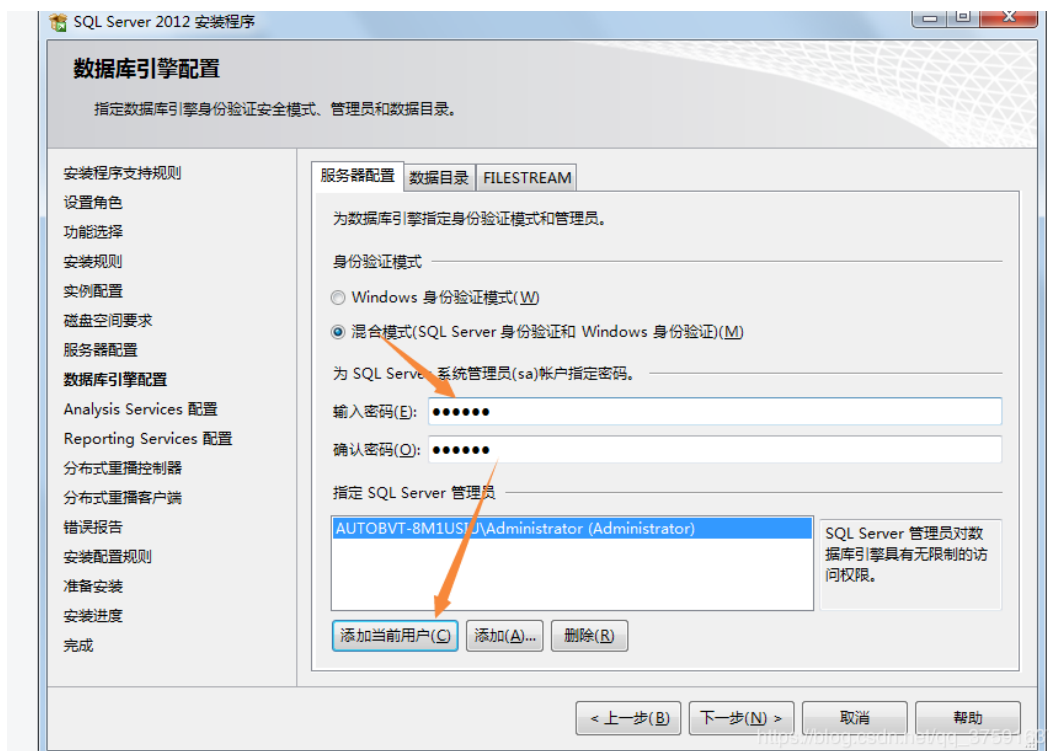 SQL Server 2012 安装程序
数据库引擎配置
指定数据库引擎身份验证安全模式、管理员和数据目录。
安装程序支持规则
设置角色
功能选择
安装规则
实例配置
磁盘空间要求
服务器配置
数据库引擎配置
Analysis Services 配置
Reporting Services 配置
分布式重播控制器
分布式重播客户端
错误报告
安装配置规则
准备安装
安装进度
完成
服务器配置 数据目录 FILESTREAM
为数据库引擎指定身份验证模式和管理员。
身份验证模式
Windows 身份验证模式(W)
混合模式(SQL Server 身份验证和 Windows 身份验证)(M)
为 SQL Server 系统管理员(sa)帐户指定密码。
输入密码(E): ●●●●●●
确认密码(O): ●●●●●●
指定 SQL Server 管理员
\Administrator (Administrator)
SQL Server 管理员对数
据库引擎具有无限制的访
问权限。
添加当前用户(C) 添加(A)... 删除(R)
< 上一步(B) 下一步(N) > 取消 帮助